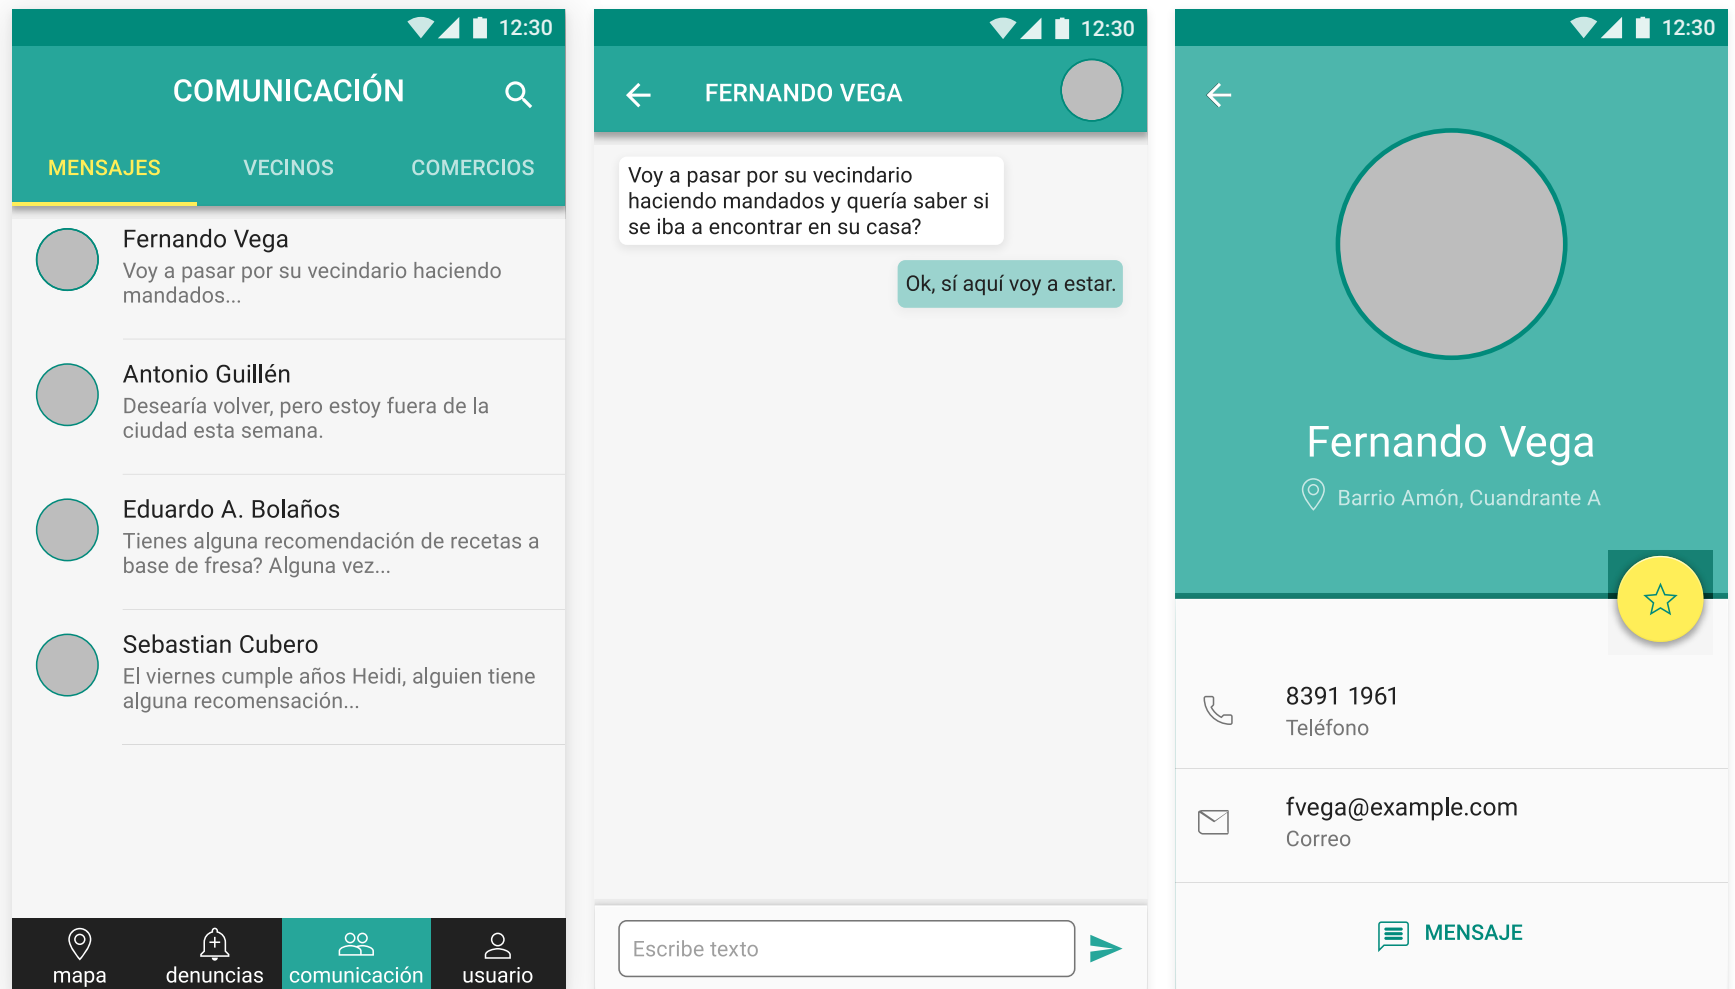 12:30
COMUNICACIÓN
MENSAJES VECINOS COMERCIOS
Fernando Vega
Voy a pasar por su vecindario haciendo
mandados...
Antonio Guillén
Desearía volver, pero estoy fuera de la
ciudad esta semana.
Eduardo A. Bolaños
Tienes alguna recomendación de recetas a
base de fresa? Alguna vez...
Sebastian Cubero
El viernes cumple años Heidi, alguien tiene
alguna recomensación...
mapa denuncias comunicación usuario
12:30
FERNANDO VEGA
Voy a pasar por su vecindario
haciendo mandados y quería saber si
se iba a encontrar en su casa?
Ok, sí aquí voy a estar.
Escribe texto
12:30
Fernando Vega
Barrio Amón, Cuandrante A
8391 1961
Teléfono
fvega@example.com
Correo
MENSAJE